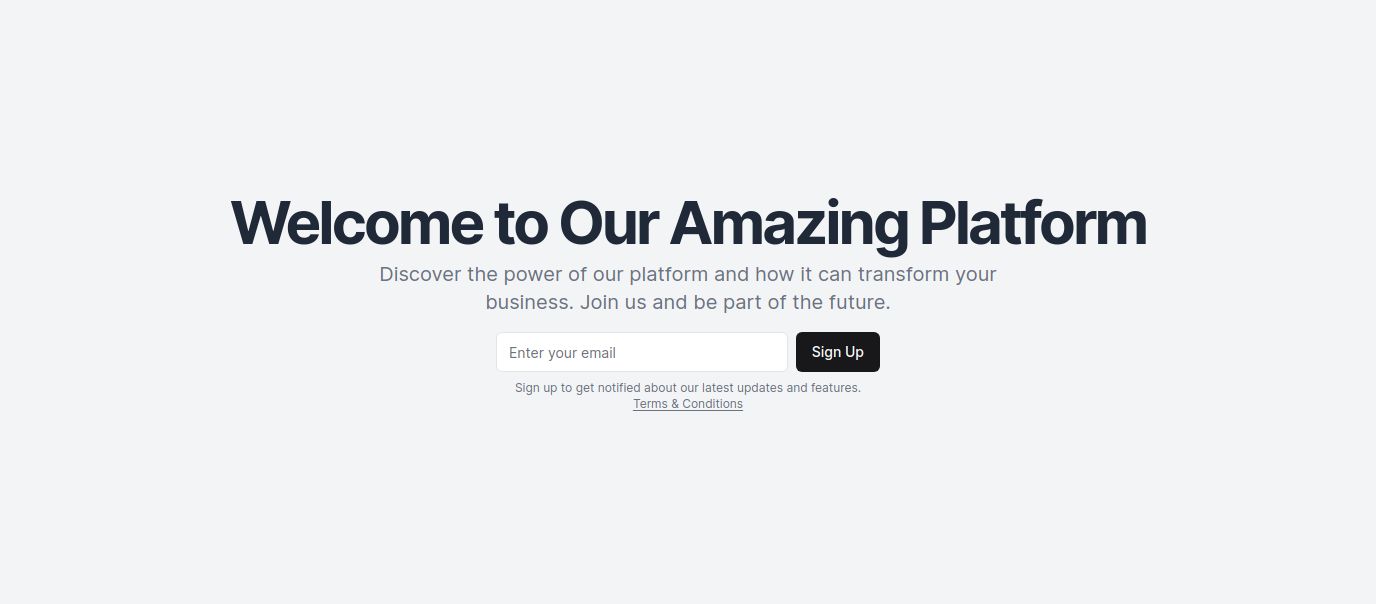 Welcome to Our Amazing Platform
Discover the power of our platform and how it can transform your
business. Join us and be part of the future.
Enter your email
Sign Up
Sign up to get notified about our latest updates and features.
Terms & Conditions